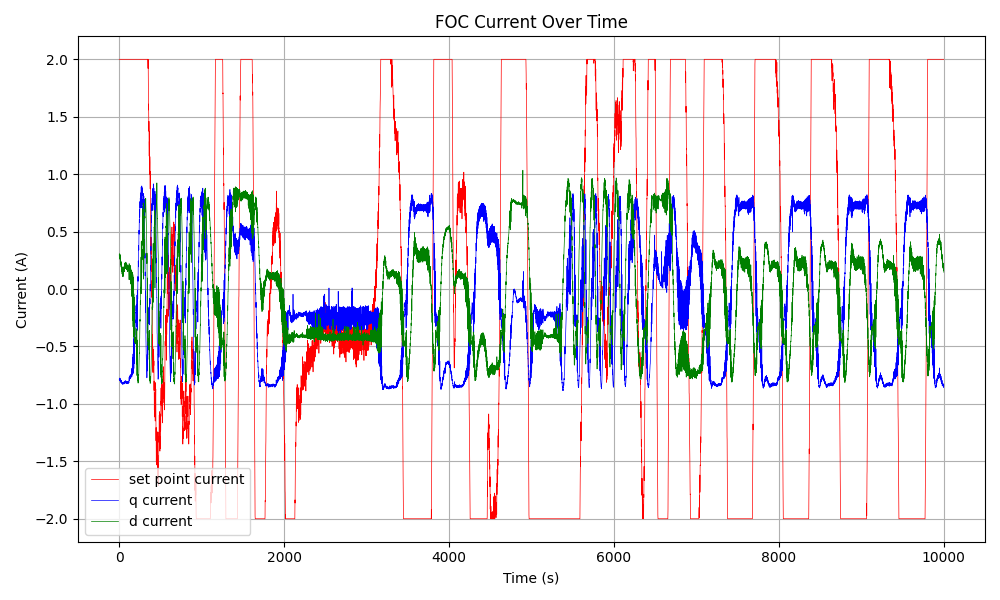 FOC Current Over Time
Current (A)
2.0
1.5
1.0
0.5
0.0
−0.5
−1.0
−1.5
−2.0
set point current
q current
d current
0
2000
4000
6000
8000
10000
Time (s)